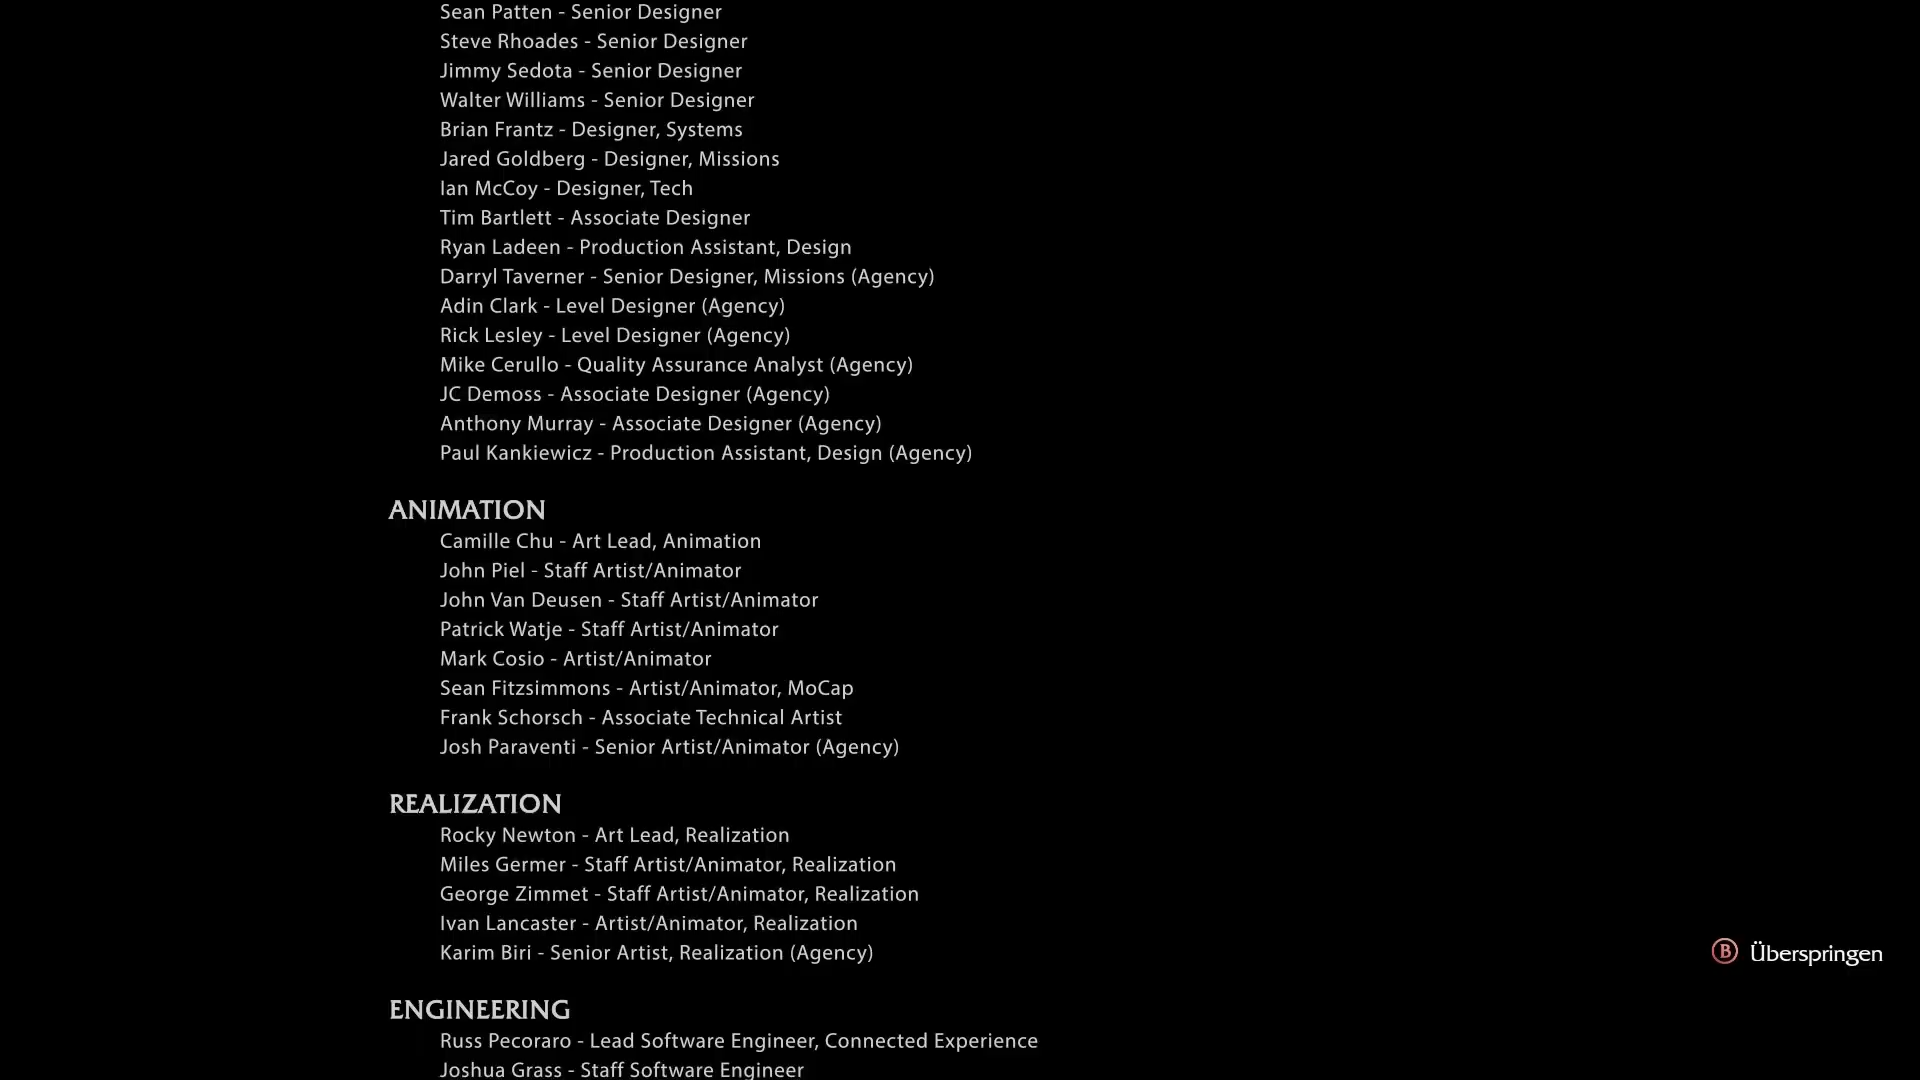 Sean Patten - Senior Designer
Steve Rhoades - Senior Designer
Jimmy Sedota - Senior Designer
Walter Williams - Senior Designer
Brian Frantz - Designer, Systems
Jared Goldberg - Designer, Missions
Ian McCoy - Designer, Tech
Tim Bartlett - Associate Designer
Ryan Ladeen - Production Assistant, Design
Darryl Taverner - Senior Designer, Missions (Agency)
Adin Clark - Level Designer (Agency)
Rick Lesley - Level Designer (Agency)
Mike Cerullo - Quality Assurance Analyst (Agency)
JC Demoss - Associate Designer (Agency)
Anthony Murray - Associate Designer (Agency)
Paul Kankiewicz - Production Assistant, Design (Agency)
ANIMATION
Camille Chu - Art Lead, Animation
John Piel - Staff Artist/Animator
John Van Deusen - Staff Artist/Animator
Patrick Watje - Staff Artist/Animator
Mark Cosio - Artist/Animator
Sean Fitzsimmons - Artist/Animator, MoCap
Frank Schorsch - Associate Technical Artist
Josh Paraventi - Senior Artist/Animator (Agency)
REALIZATION
Rocky Newton - Art Lead, Realization
Miles Germer - Staff Artist/Animator, Realization
George Zimmet - Staff Artist/Animator, Realization
Ivan Lancaster - Artist/Animator, Realization
Karim Biri - Senior Artist, Realization (Agency)
B Überspringen
ENGINEERING
Russ Pecoraro - Lead Software Engineer, Connected Experience
Joshua Grass - Staff Software Engineer